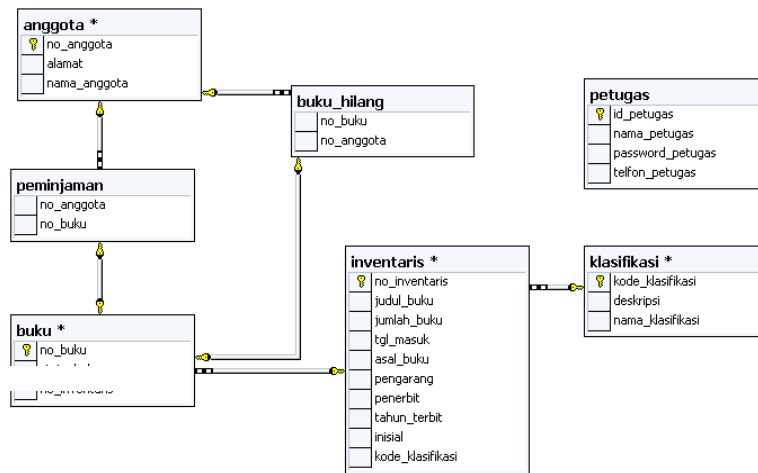 anggota *
no_anggota
alamat
nama_anggota
buku_hilang
no_buku
no_anggota
petugas
id_petugas
nama_petugas
password_petugas
telfon_petugas
peminjaman
no_anggota
no_buku
inventaris *
no_inventaris
judul_buku
jumlah_buku
tgl_masuk
asal_buku
pengarang
penerbit
tahun_terbit
inisial
kode_klasifikasi
klasifikasi *
kode_klasifikasi
deskripsi
nama_klasifikasi
buku *
no_buku
no_inventaris